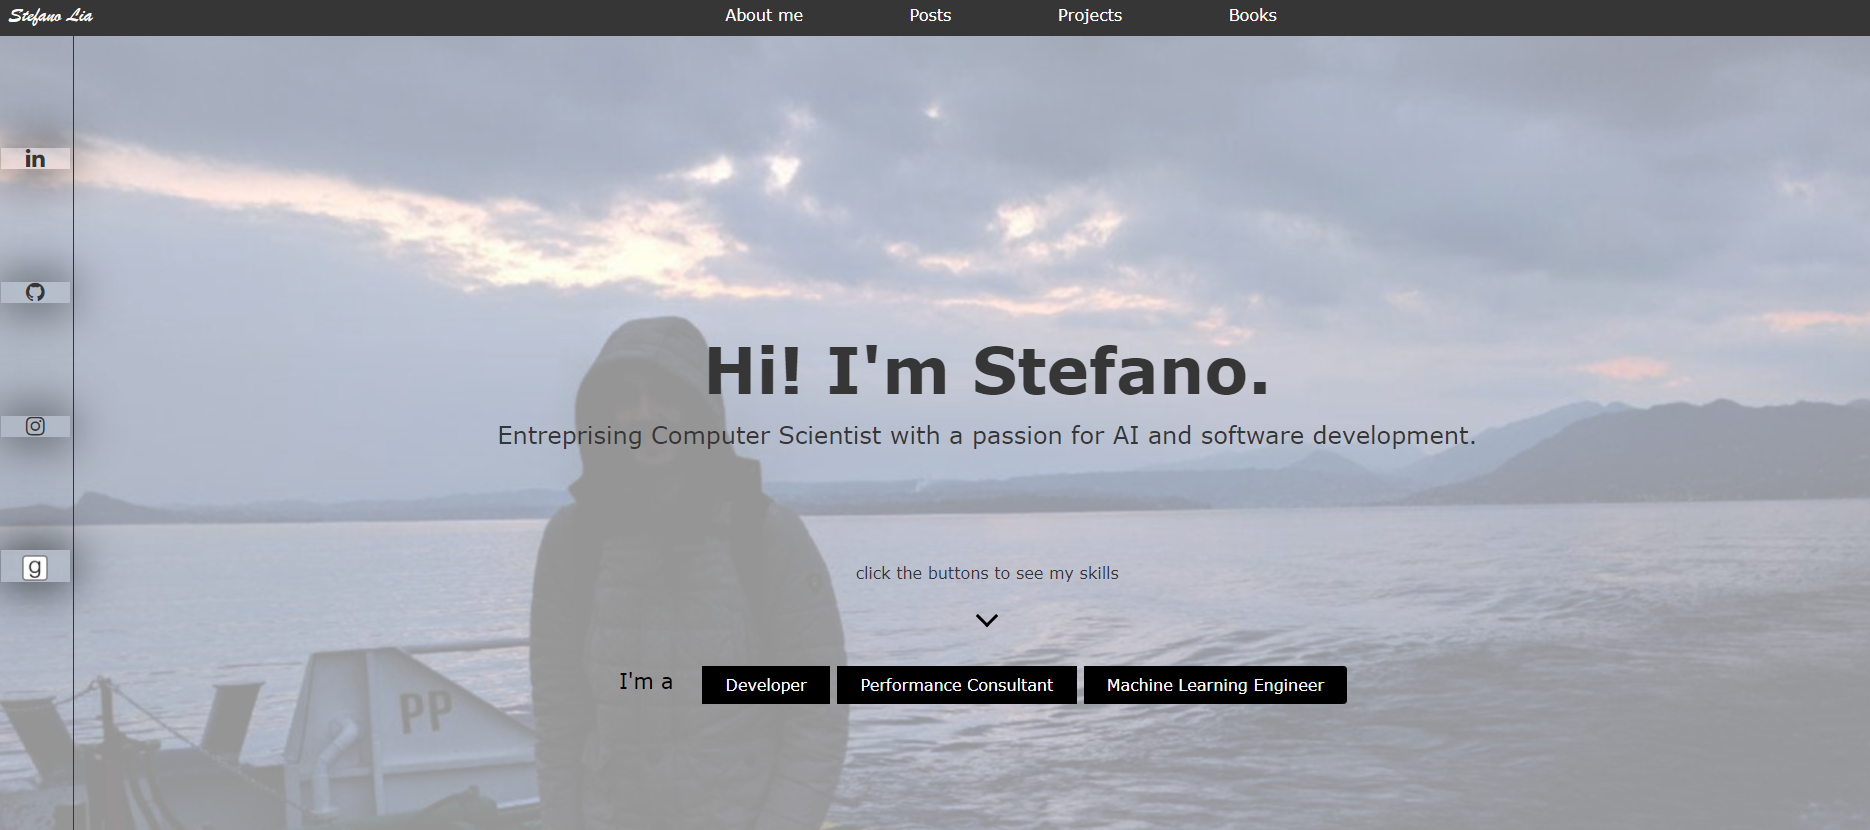 Stefano Lia
About me Posts Projects Books
in
Hi! I'm Stefano.
Entreprising Computer Scientist with a passion for AI and software development.
g
click the buttons to see my skills
I'm a Developer Performance Consultant Machine Learning Engineer
PP